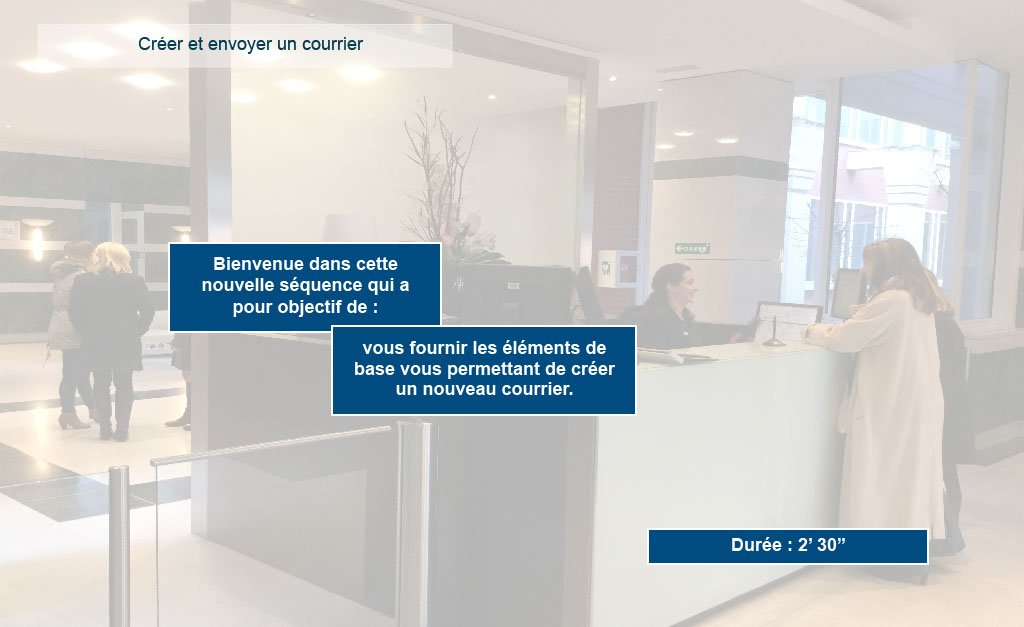 Créer et envoyer un courrier
Bienvenue dans cette
nouvelle séquence qui a
pour objectif de :
vous fournir les éléments de
base vous permettant de créer
un nouveau courrier.
Durée : 2’ 30”